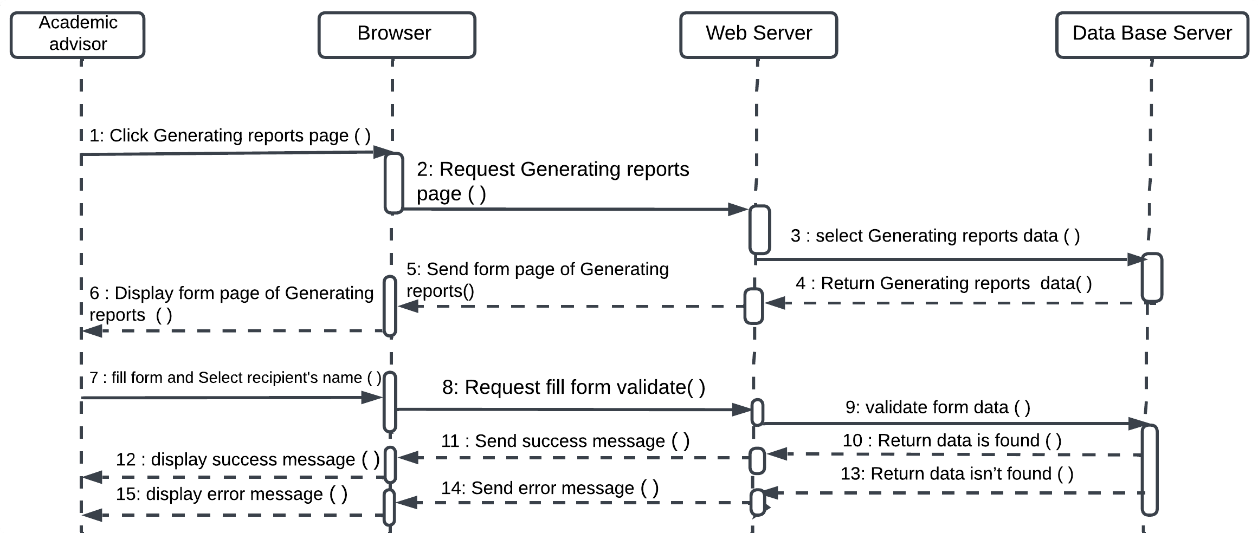 Academic
advisor
Browser
Web Server
Data Base Server
1: Click Generating reports page ( )
2: Request Generating reports
page ( )
3 : select Generating reports data ( )
4 : Return Generating reports data( )
5: Send form page of Generating
reports()
6 : Display form page of Generating
reports ( )
7 : fill form and Select recipient's name ( )
8: Request fill form validate( )
9: validate form data ( )
10 : Return data is found ( )
11 : Send success message ( )
12 : display success message ( )
13: Return data isn’t found ( )
14: Send error message ( )
15: display error message ( )